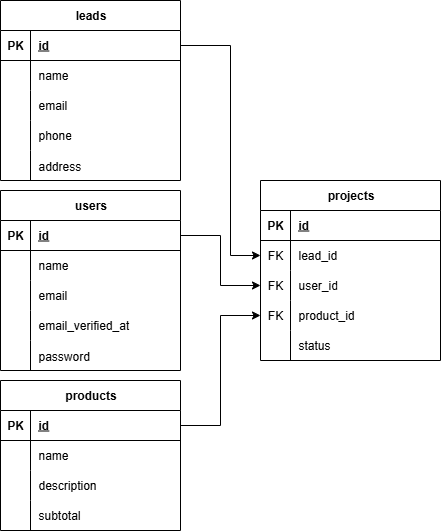 leads
PK id
name
email
phone
address
users
PK id
name
email
email_verified_at
password
products
PK id
name
description
subtotal
projects
PK id
FK lead_id
FK user_id
FK product_id
status